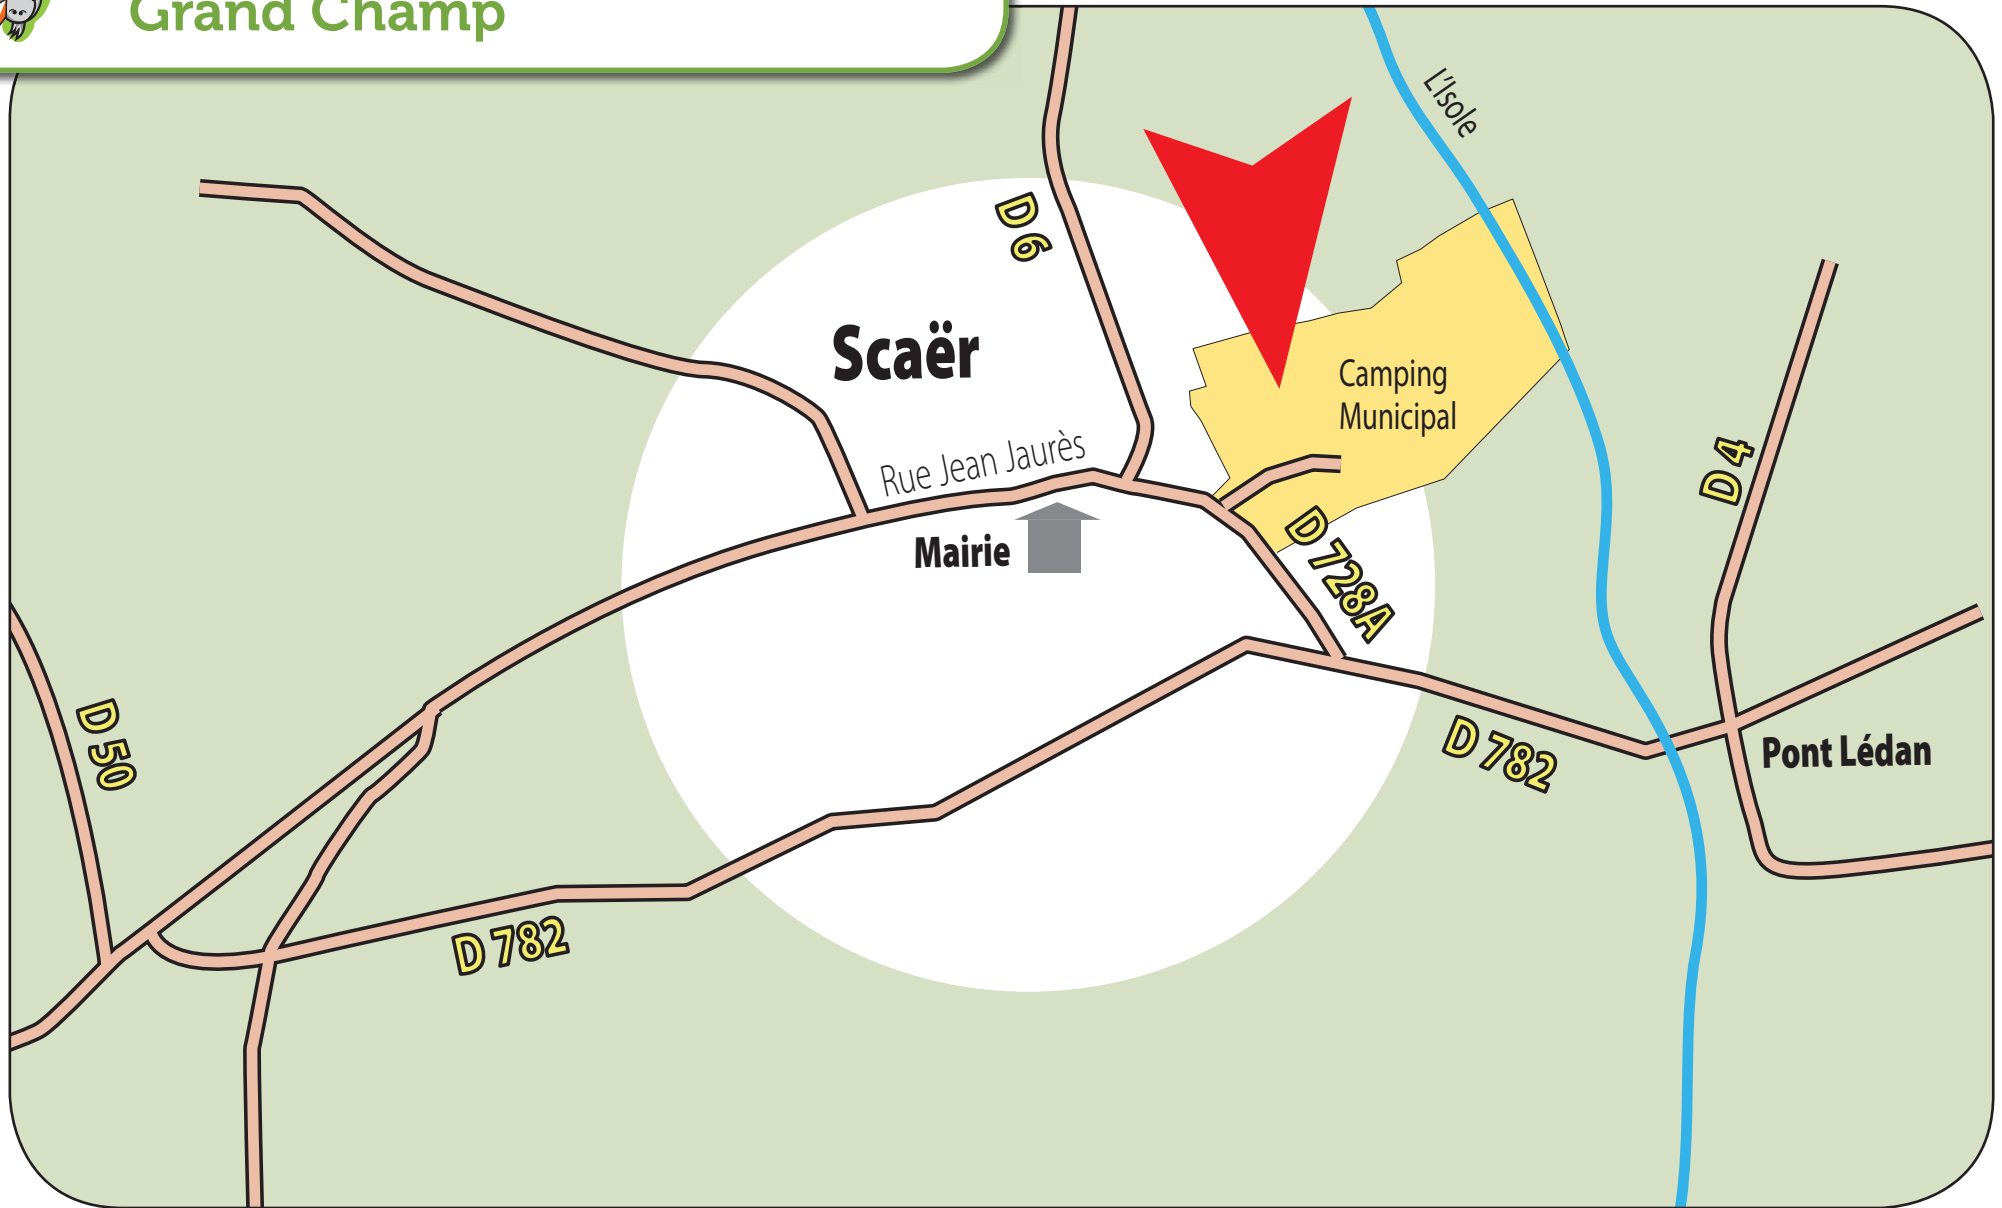 Grand Champ
L'Isole
D 6
Scaër
Camping
Municipal
Rue Jean Jaurès
D 4
Mairie
D 728A
D 50
D 782
Pont Lédan
D 782